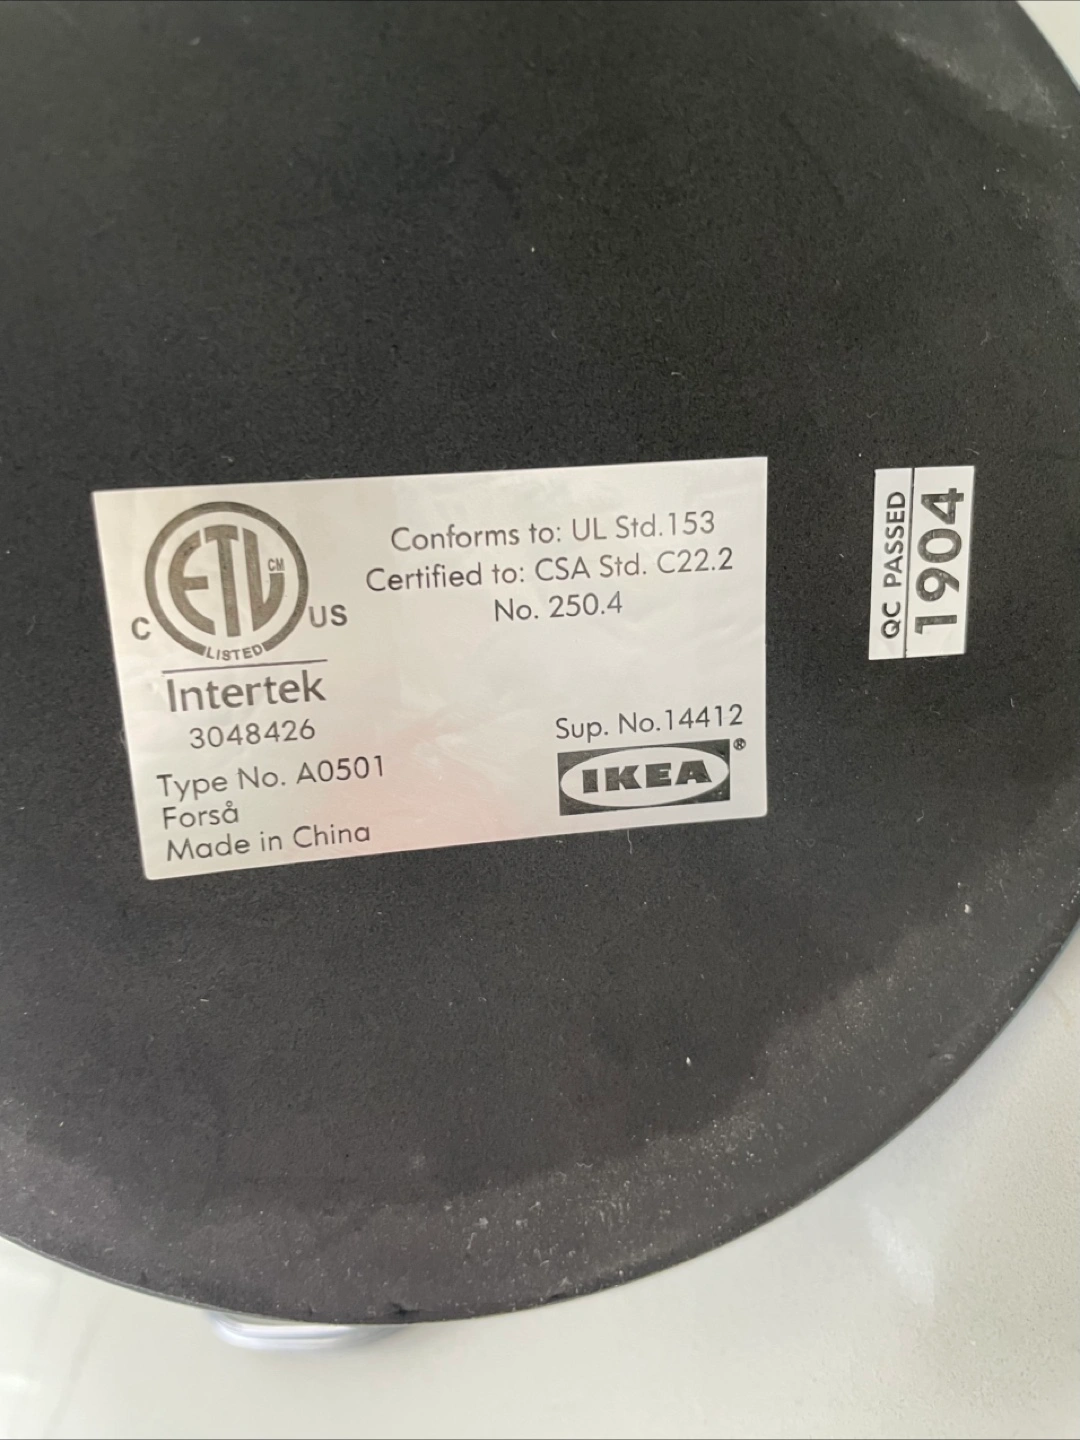 ETL CM
C US
LISTED
Intertek
3048426
Type No. A0501
Forså
Made in China
Conforms to: UL Std.153
Certified to: CSA Std. C22.2
No. 250.4
Sup. No.14412
IKEA®
QC PASSED
1904